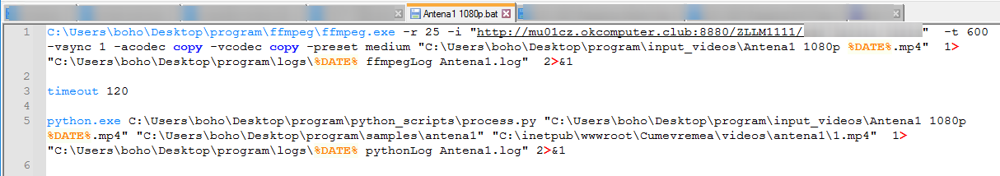 Antena1 1080p.bat
1 C:\Users\boho\Desktop\program\ffmpeg\ffmpeg.exe -r 25 -i "http://mu01cz.okcomputer.club:8880/ZLLM1111/ " -t 600
-vsync 1 -acodec copy -vcodec copy -preset medium "C:\Users\boho\Desktop\program\input_videos\Antena1 1080p %DATE%.mp4" 1>
"C:\Users\boho\Desktop\program\logs\%DATE% ffmpegLog Antena1.log" 2>&1
2
3 timeout 120
4
5 python.exe C:\Users\boho\Desktop\program\python_scripts\process.py "C:\Users\boho\Desktop\program\input_videos\Antena1 1080p
%DATE%.mp4" "C:\Users\boho\Desktop\program\samples\antena1" "C:\inetpub\wwwroot\Cumevremea\videos\antena1\1.mp4" 1>
"C:\Users\boho\Desktop\program\logs\%DATE% pythonLog Antena1.log" 2>&1
6